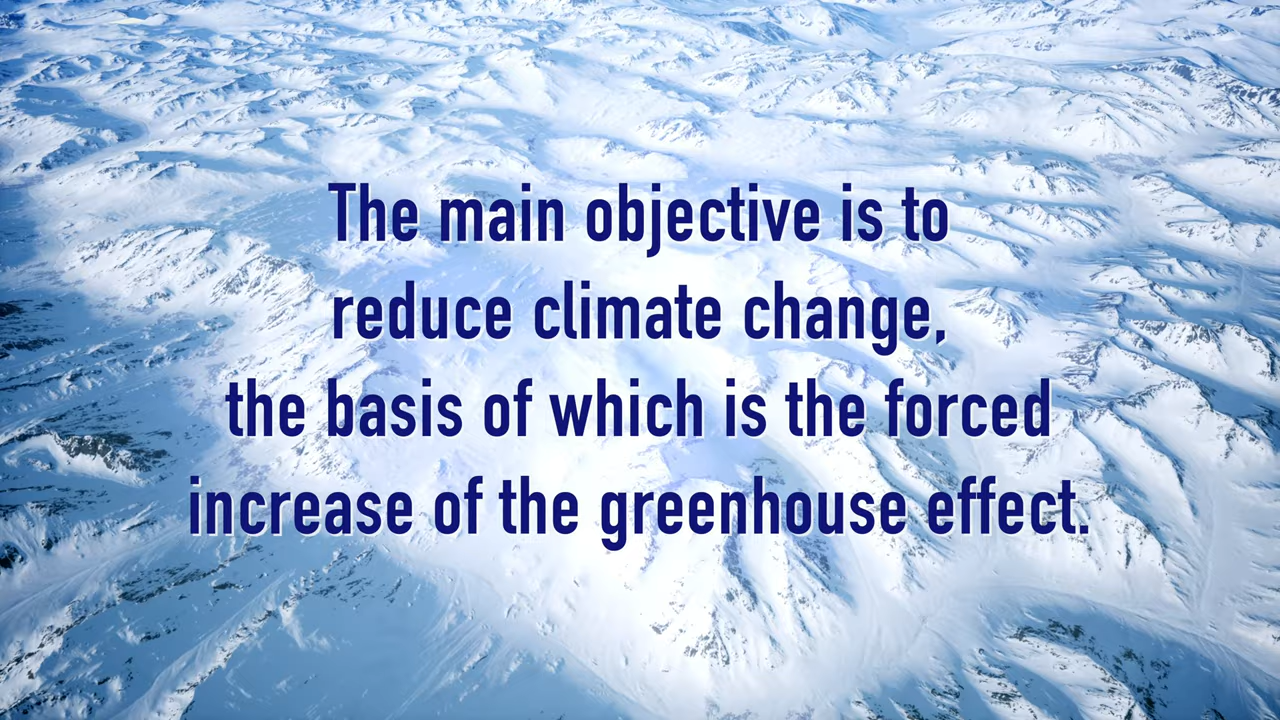 The main objective is to
reduce climate change,
the basis of which is the forced
increase of the greenhouse effect.